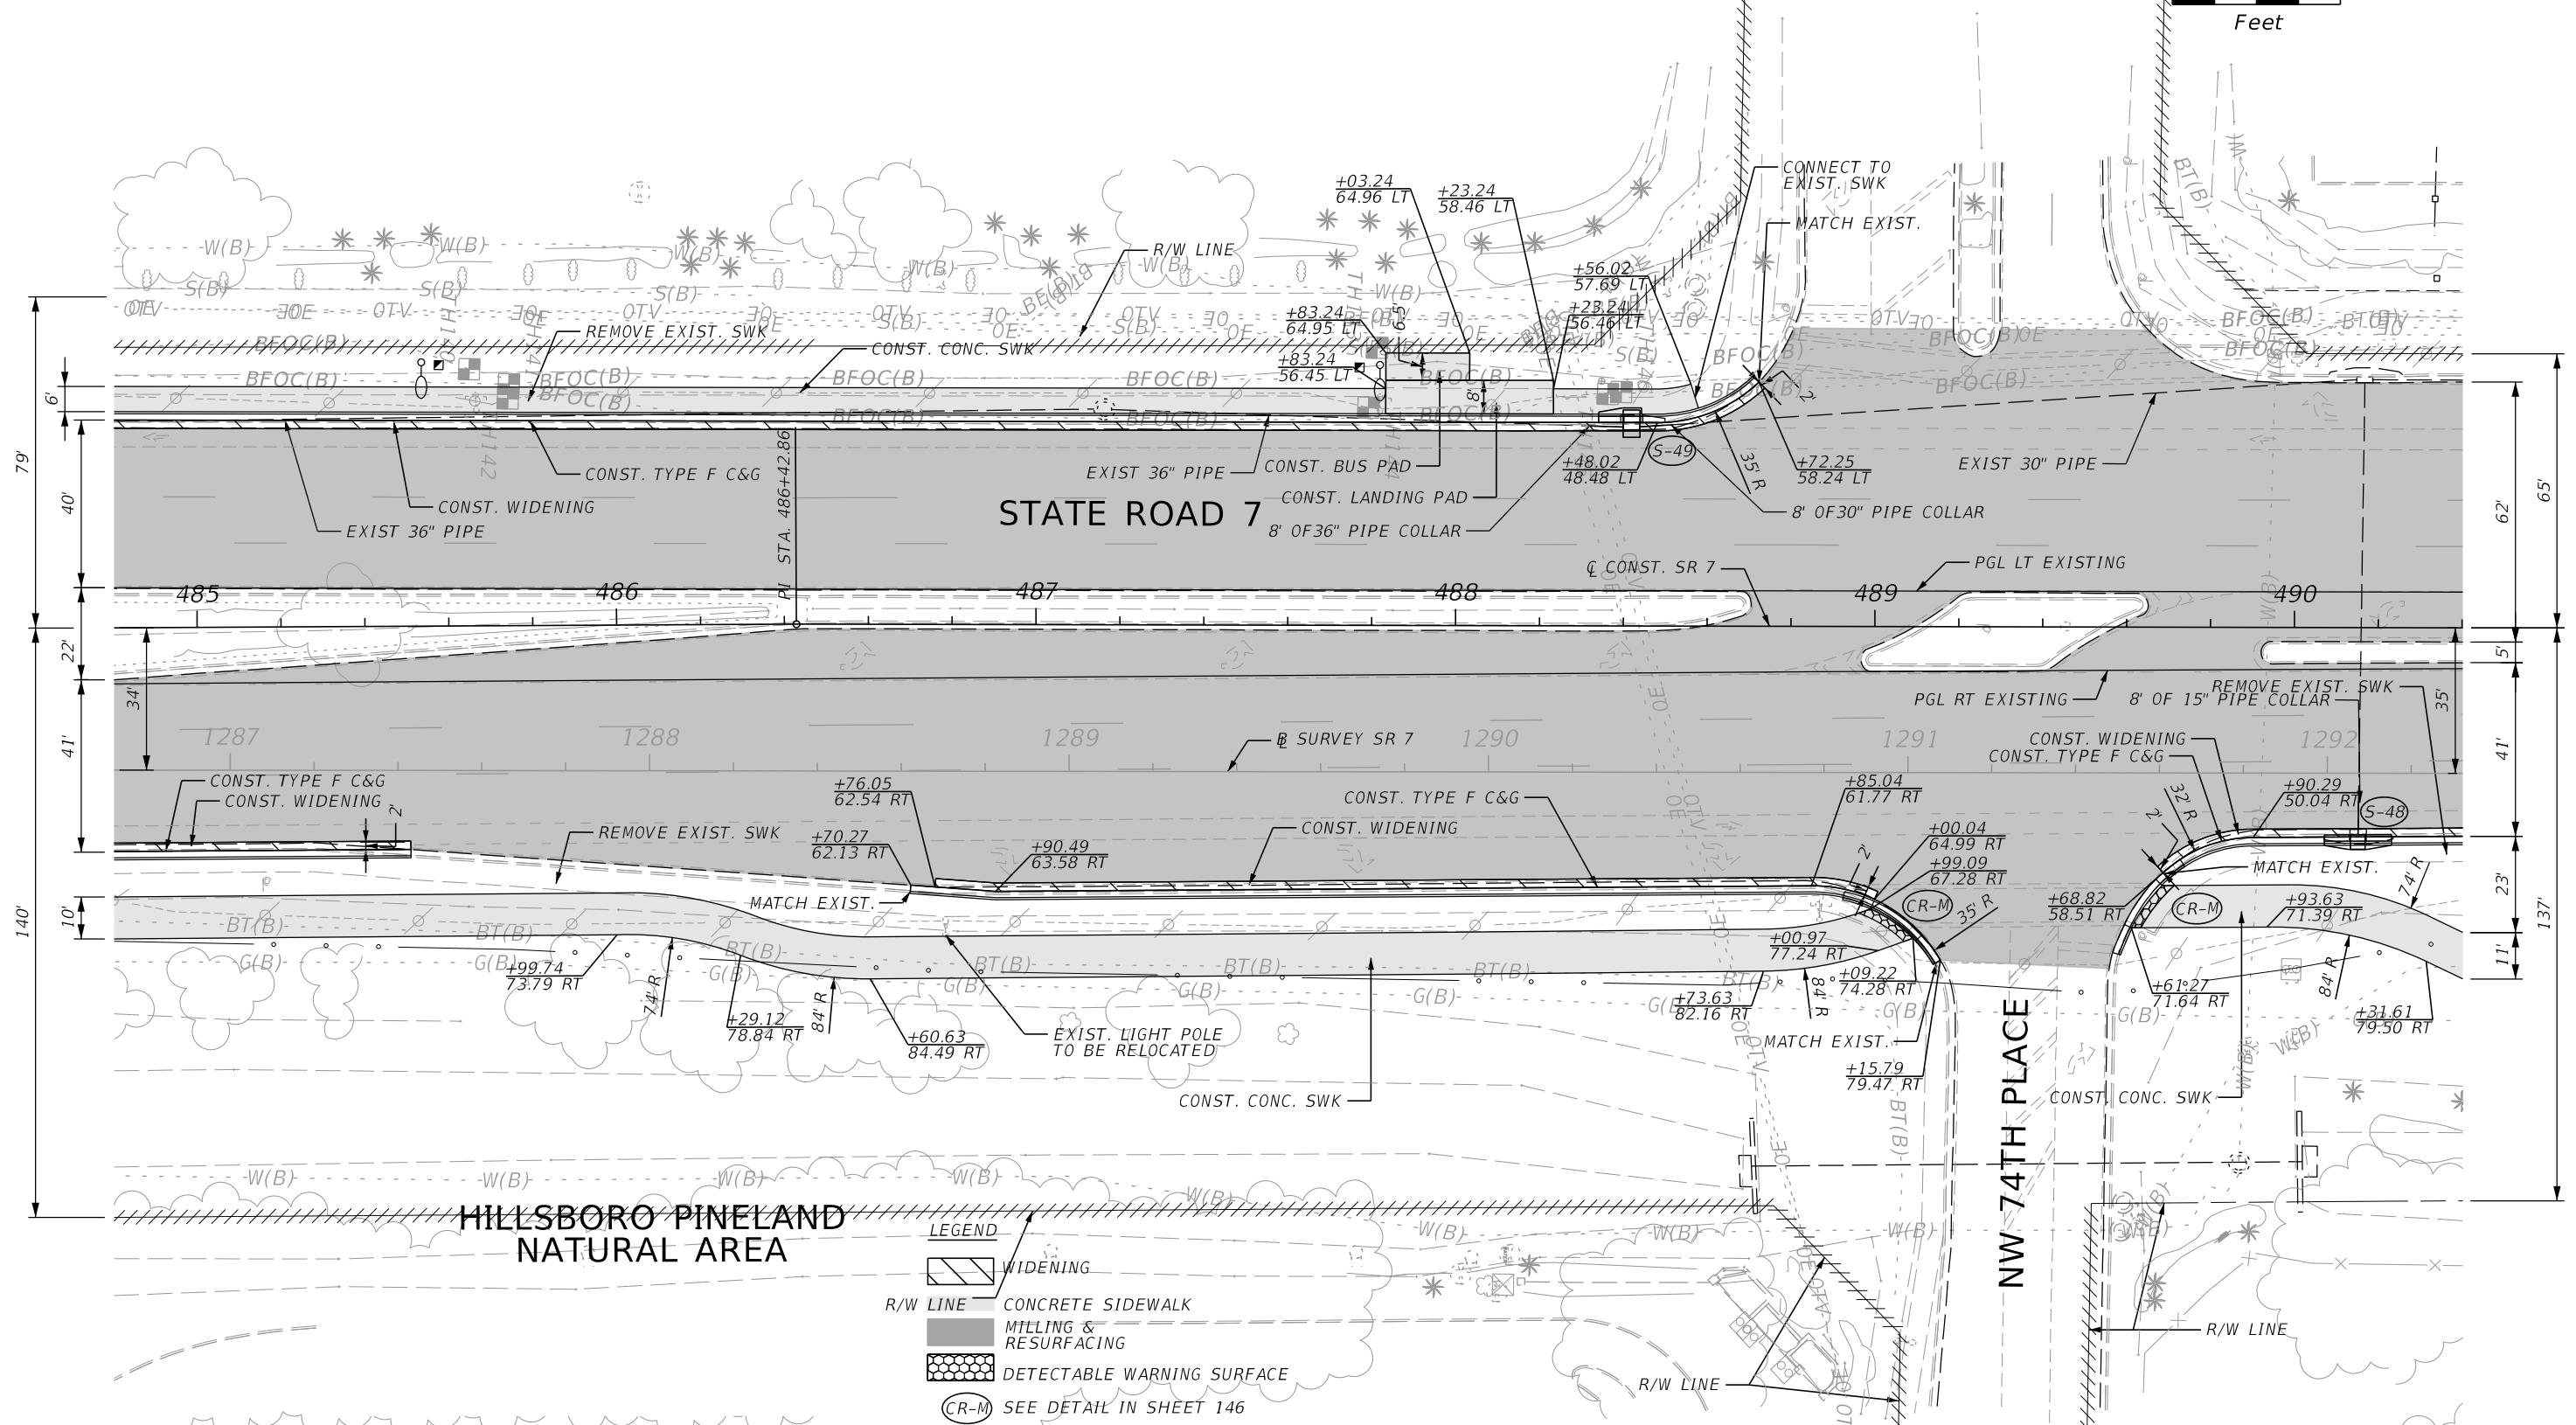 Feet
CONNECT TO
EXIST. SWK
MATCH EXIST.
+03.24
64.96 LT
+23.24
58.46 LT
R/W LINE
+56.02
57.69 LT
+83.24
64.95 LT
+23.24
56.46 LT
6.5'
REMOVE EXIST. SWK
CONST. CONC. SWK
+83.24
56.45 LT
8'
2'
6'
79'
40'
22'
41'
34'
140'
10'
CONST. TYPE F C&G
CONST. WIDENING
EXIST 36" PIPE
PI STA. 486+42.86
EXIST 36" PIPE
CONST. BUS PAD
CONST. LANDING PAD
8' OF36" PIPE COLLAR
STATE ROAD 7
+48.02
48.48 LT
S-49
35' R
+72.25
58.24 LT
EXIST 30" PIPE
8' OF30" PIPE COLLAR
℄ CONST. SR 7
PGL LT EXISTING
485
486
487
488
489
490
62'
65'
5'
35'
41'
23'
11'
137'
PGL RT EXISTING
REMOVE EXIST. SWK
8' OF 15" PIPE COLLAR
1287
1288
1289
1290
1291
1292
B SURVEY SR 7
CONST. WIDENING
CONST. TYPE F C&G
CONST. TYPE F C&G
CONST. WIDENING
2'
REMOVE EXIST. SWK
+76.05
62.54 RT
+70.27
62.13 RT
+90.49
63.58 RT
CONST. TYPE F C&G
CONST. WIDENING
+85.04
61.77 RT
+00.04
64.99 RT
+99.09
67.28 RT
2'
CR-M
35' R
32' R
2'
+90.29
50.04 RT
S-48
MATCH EXIST.
MATCH EXIST.
+68.82
58.51 RT
CR-M
+93.63
71.39 RT
74' R
+99.74
73.79 RT
74' R
+29.12
78.84 RT
84' R
+60.63
84.49 RT
EXIST. LIGHT POLE
TO BE RELOCATED
CONST. CONC. SWK
+00.97
77.24 RT
+09.22
74.28 RT
+73.63
82.16 RT
84' R
MATCH EXIST.
+15.79
79.47 RT
+61.27
71.64 RT
84' R
+31.61
79.50 RT
CONST. CONC. SWK
NW 74TH PLACE
HILLSBORO PINELAND
NATURAL AREA
LEGEND
WIDENING
R/W LINE
CONCRETE SIDEWALK
MILLING &
RESURFACING
DETECTABLE WARNING SURFACE
CR-M SEE DETAIL IN SHEET 146
R/W LINE
R/W LINE
W(B)
S(B)
OTV
OE
BFOC(B)
BT(B)
G(B)